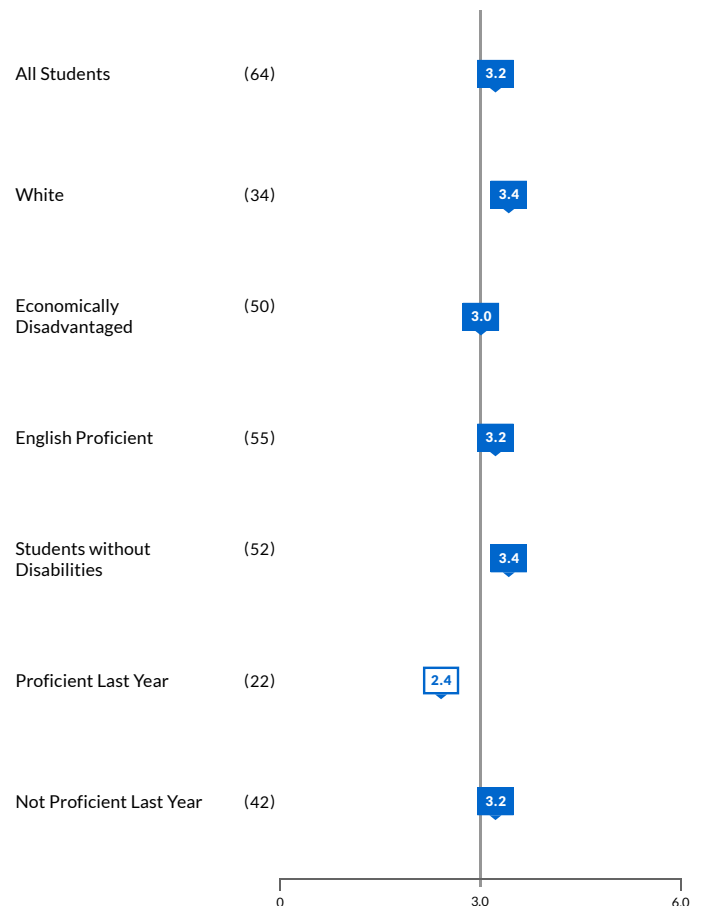 All Students (64) 3.2
White (34) 3.4
Economically (50)
Disadvantaged 3.0
English Proficient (55) 3.2
Students without (52)
Disabilities 3.4
Proficient Last Year (22) 2.4
Not Proficient Last Year (42) 3.2
0 3.0 6.0